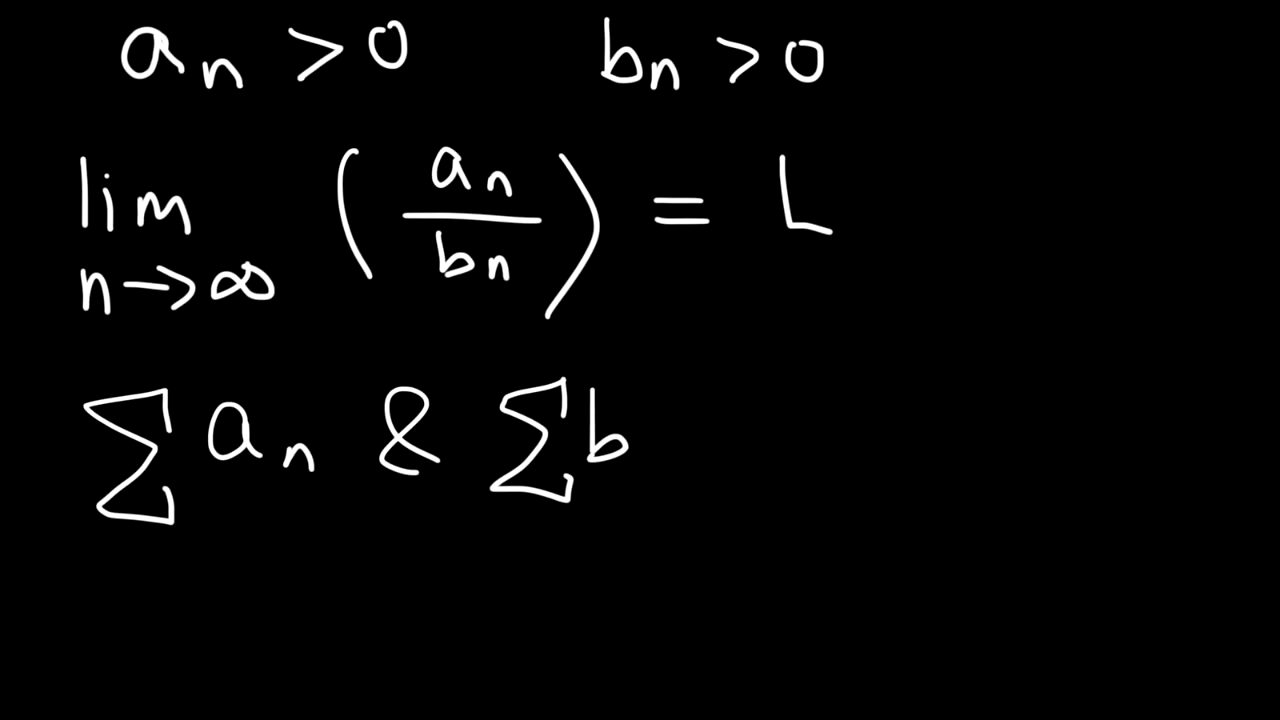 aₙ > 0 bₙ > 0
lim n→∞ (aₙ / bₙ) = L
∑ aₙ & ∑ b